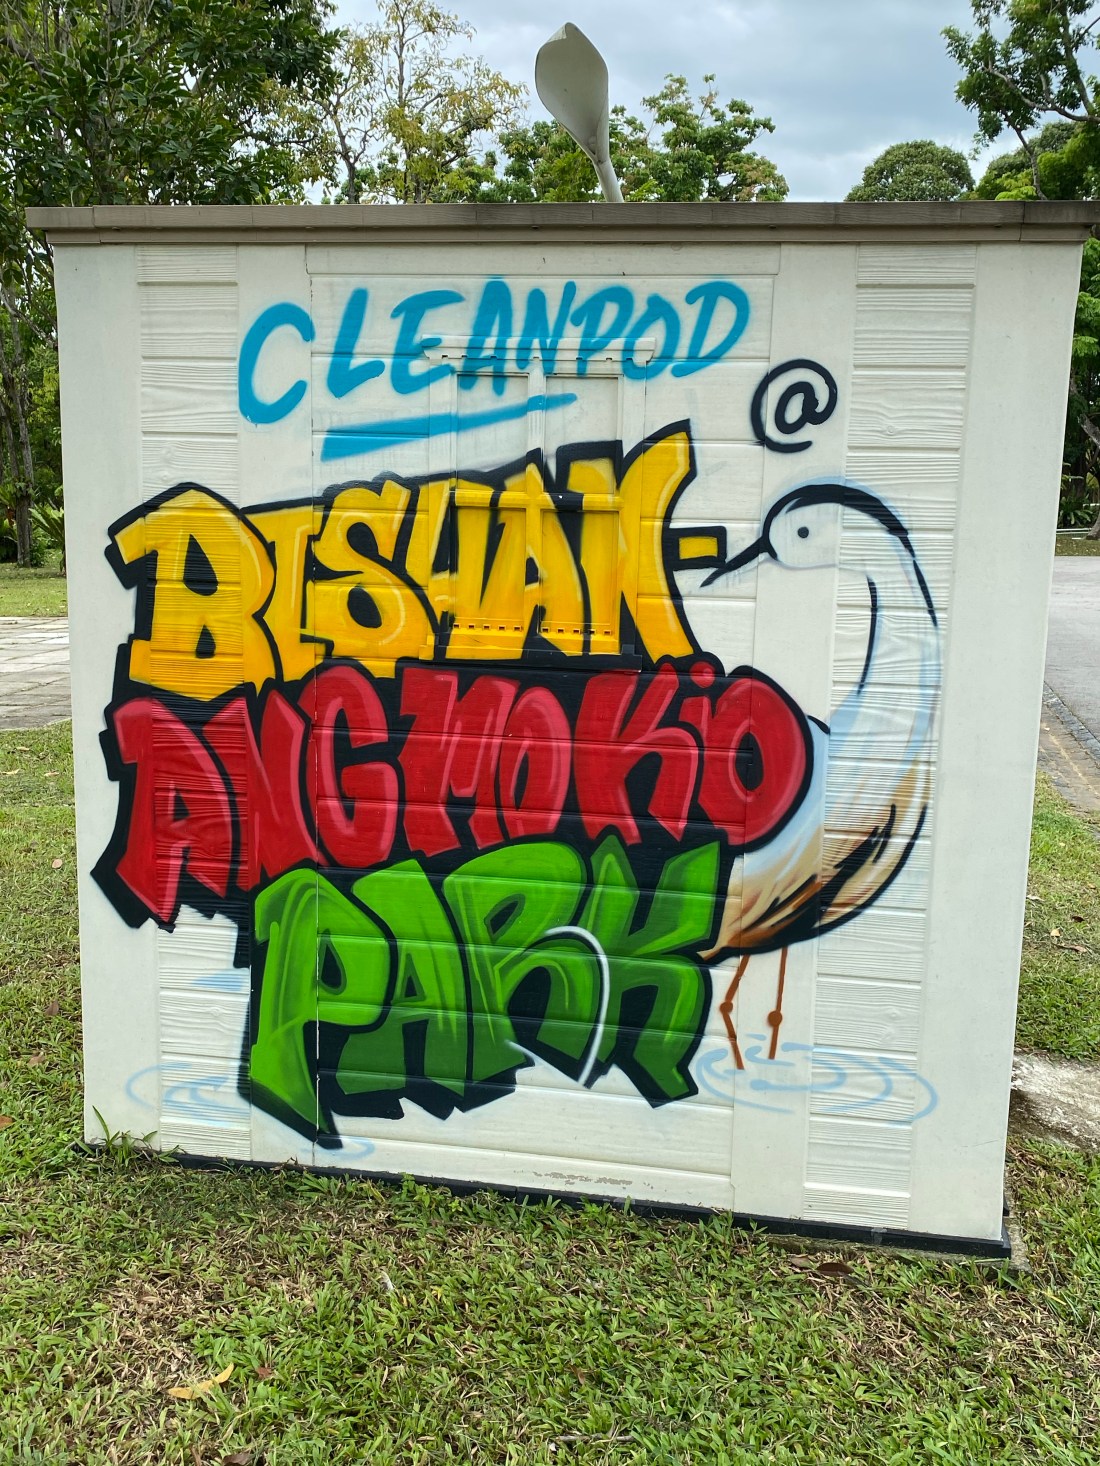 CLEANPOD
@
BISHAN-
ANG MO KiO
PARK